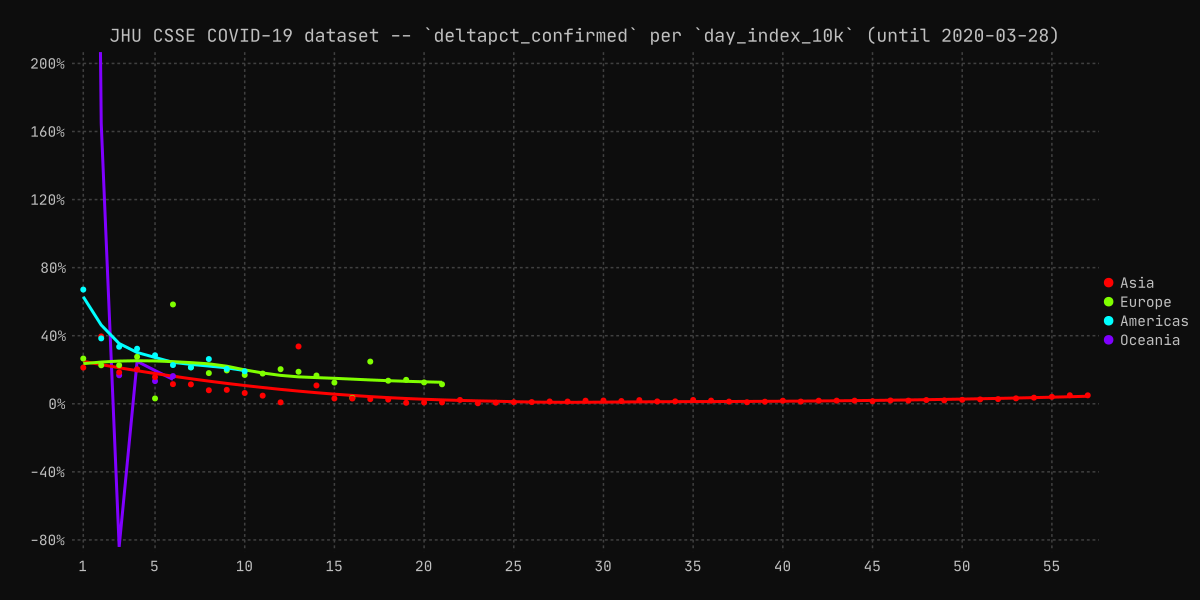 JHU CSSE COVID-19 dataset -- `deltapct_confirmed` per `day_index_10k` (until 2020-03-28)
200%
160%
120%
80%
40%
0%
-40%
-80%
1 5 10 15 20 25 30 35 40 45 50 55
Asia
Europe
Americas
Oceania